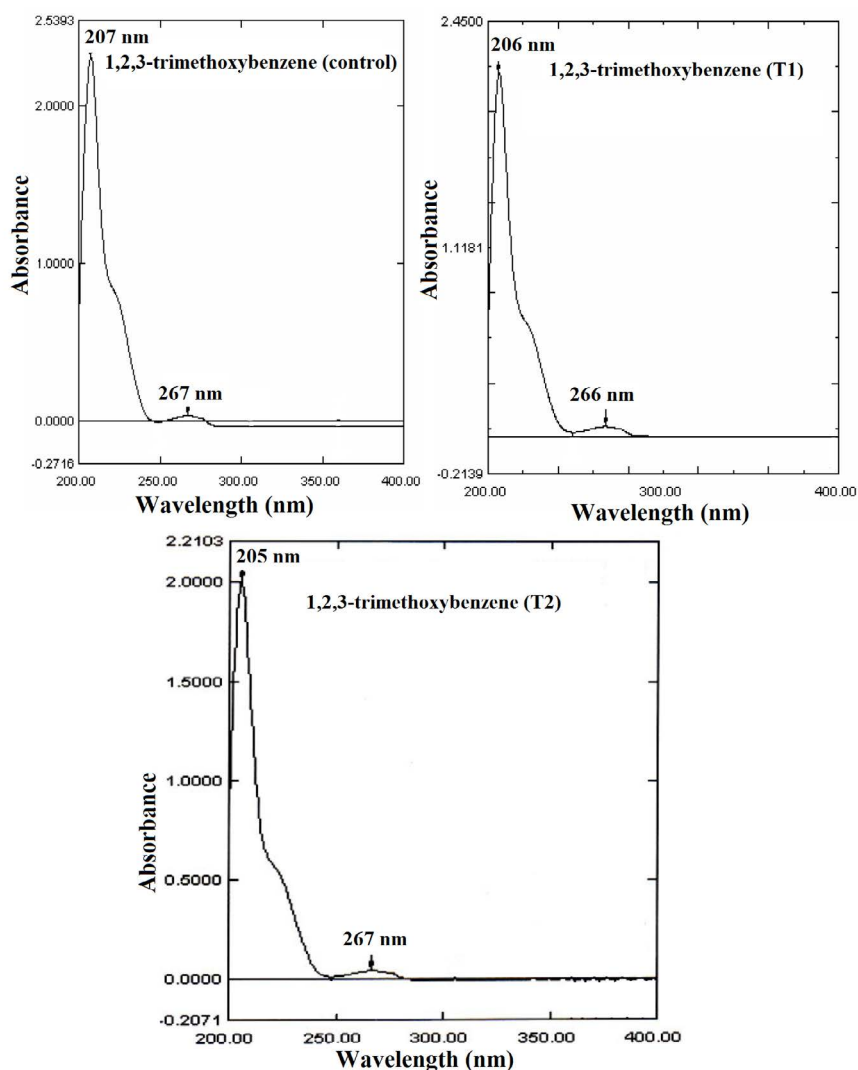 2.5393
207 nm
1,2,3-trimethoxybenzene (control)
2.0000
1.0000
267 nm
0.0000
-0.2716
200.00
250.00
300.00
350.00
400.00
Absorbance
Wavelength (nm)
2.4500
206 nm
1,2,3-trimethoxybenzene (T1)
1.1181
266 nm
-0.2139
200.00
300.00
400.00
Absorbance
Wavelength (nm)
2.2103
205 nm
2.0000
1,2,3-trimethoxybenzene (T2)
1.5000
1.0000
0.5000
267 nm
0.0000
-0.2071
200.00
250.00
300.00
350.00
400.00
Absorbance
Wavelength (nm)